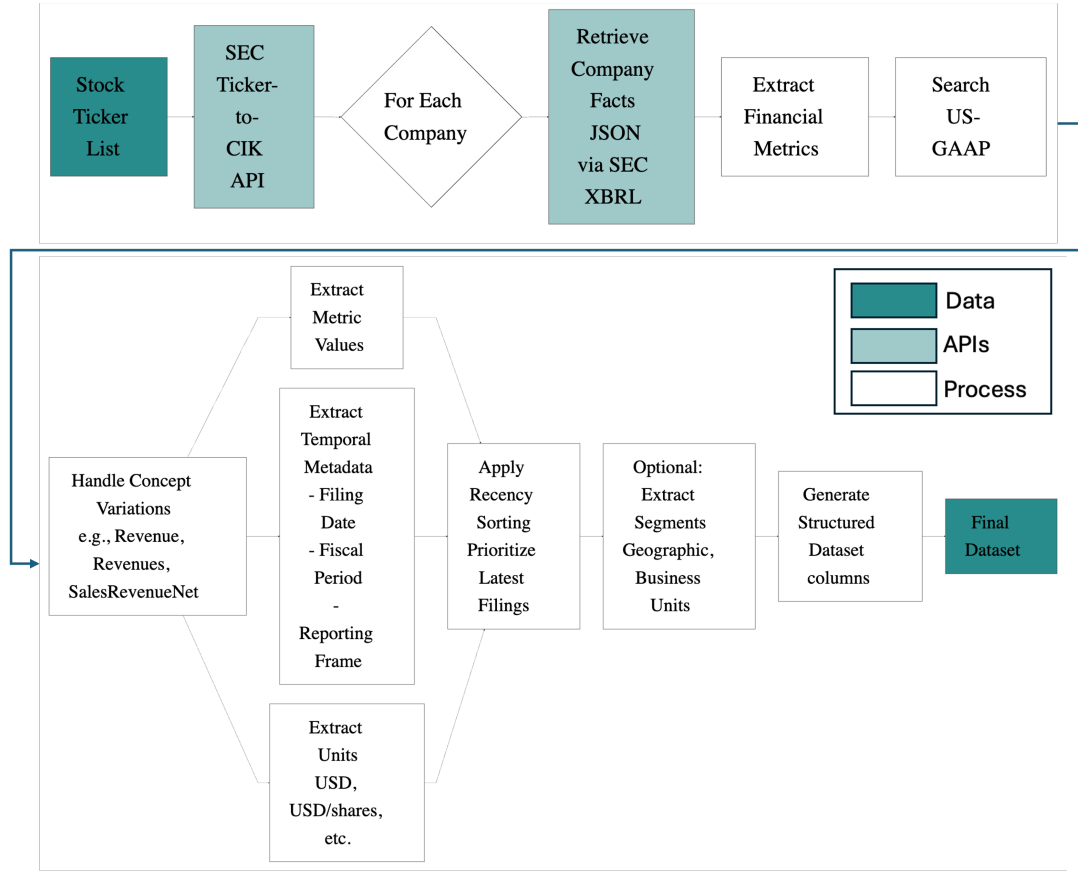 Stock
Ticker
List
SEC
Ticker-
to-
CIK
API
For Each
Company
Retrieve
Company
Facts
JSON
via SEC
XBRL
Extract
Financial
Metrics
Search
US-
GAAP
Data
APIs
Process
Handle Concept
Variations
e.g., Revenue,
Revenues,
SalesRevenueNet
Extract
Metric
Values
Extract
Temporal
Metadata
- Filing
Date
- Fiscal
Period
-
Reporting
Frame
Extract
Units
USD,
USD/shares,
etc.
Apply
Recency
Sorting
Prioritize
Latest
Filings
Optional:
Extract
Segments
Geographic,
Business
Units
Generate
Structured
Dataset
columns
Final
Dataset